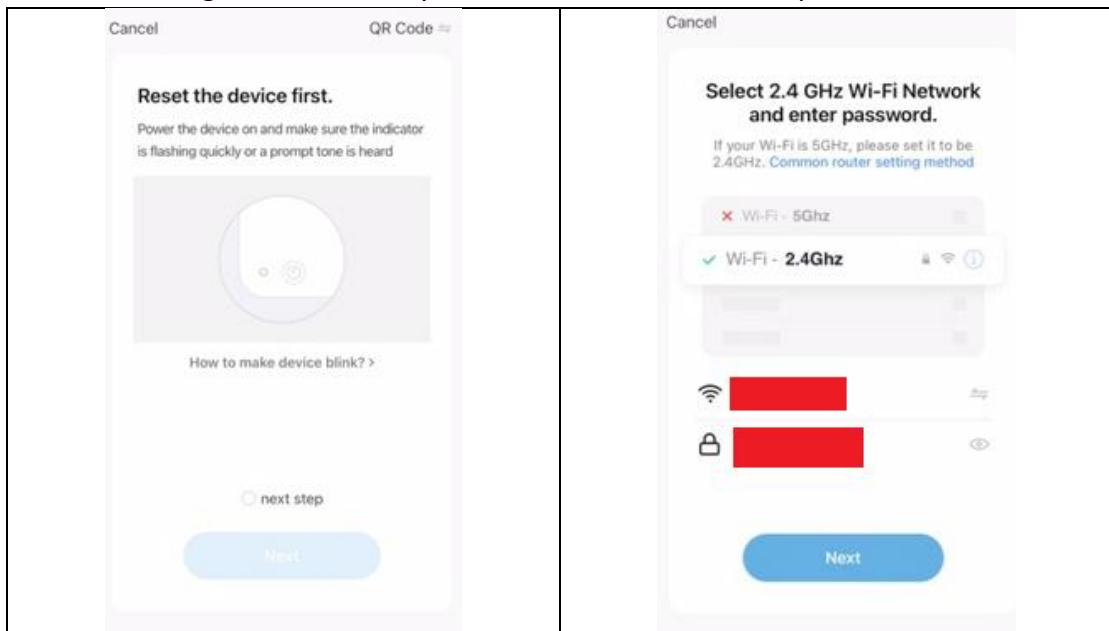 Cancel
QR Code
Reset the device first.
Power the device on and make sure the indicator
is flashing quickly or a prompt tone is heard
How to make device blink? >
next step
Next
Cancel
Select 2.4 GHz Wi-Fi Network
and enter password.
If your Wi-Fi is 5GHz, please set it to be
2.4GHz. Common router setting method
Wi-Fi - 5Ghz
Wi-Fi - 2.4Ghz
Next